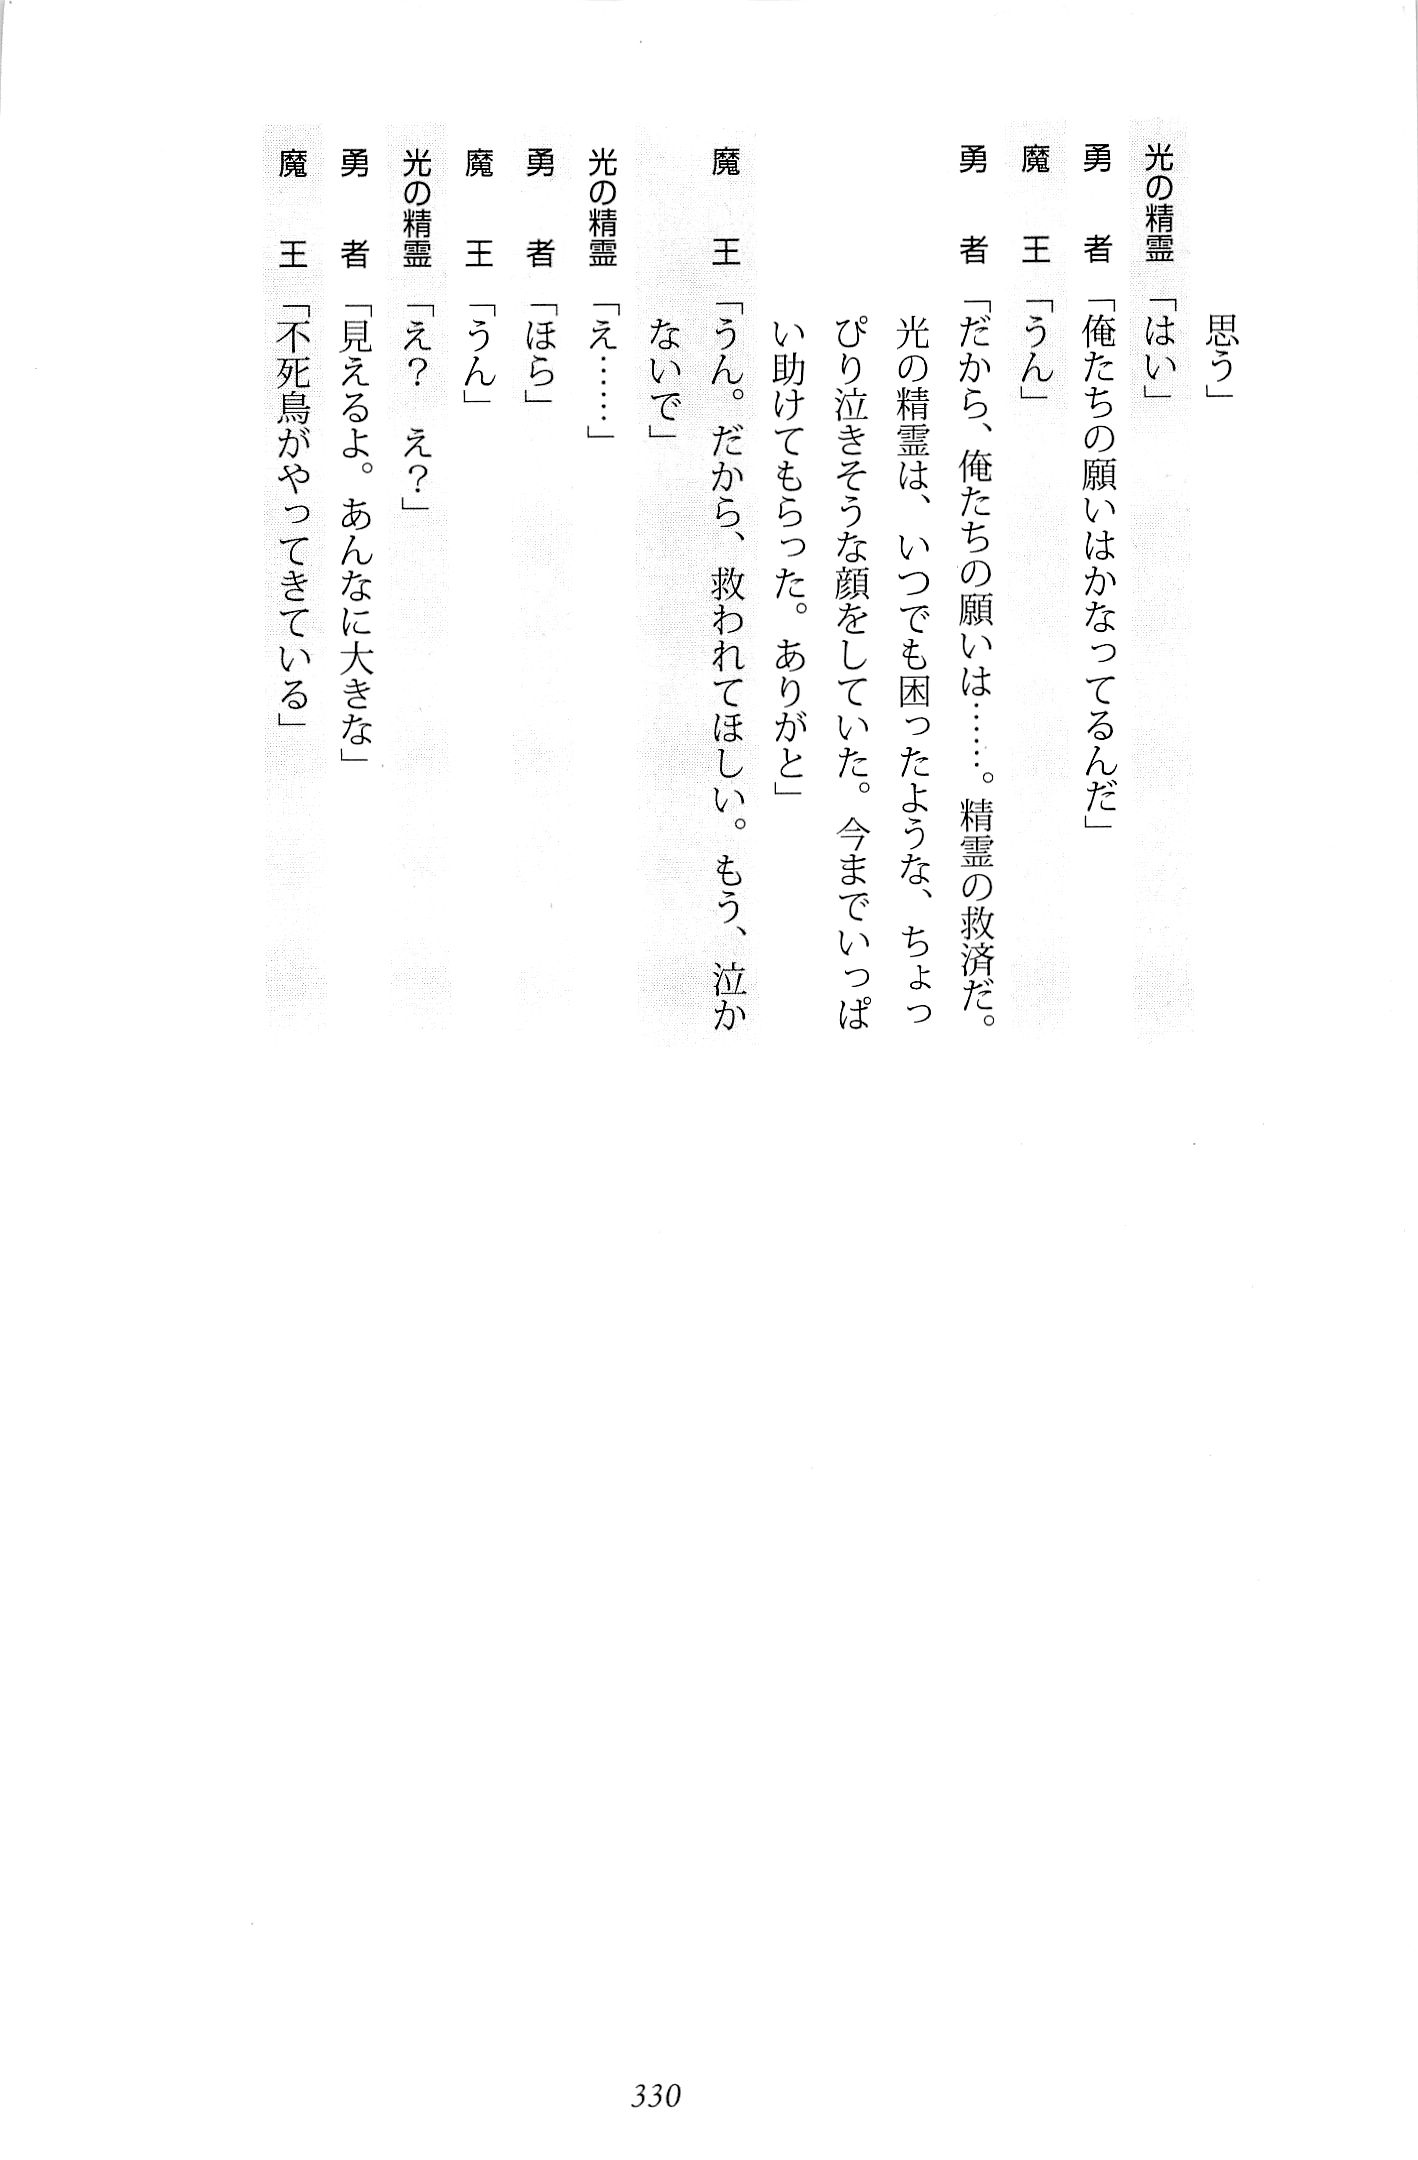 思う」
光の精霊「はい」
勇　者「俺たちの願いはかなってるんだ」
魔　王「うん」
勇　者「だから、俺たちの願いは……。精霊の救済だ。
光の精霊は、いつでも困ったような、ちょっ
ぴり泣きそうな顔をしていた。今までいっぱ
い助けてもらった。ありがと」
魔　王「うん。だから、救われてほしい。もう、泣か
ないで」
光の精霊「え……」
勇　者「ほら」
魔　王「うん」
光の精霊「え？　え？」
勇　者「見えるよ。あんなに大きな」
魔　王「不死鳥がやってきている」
330